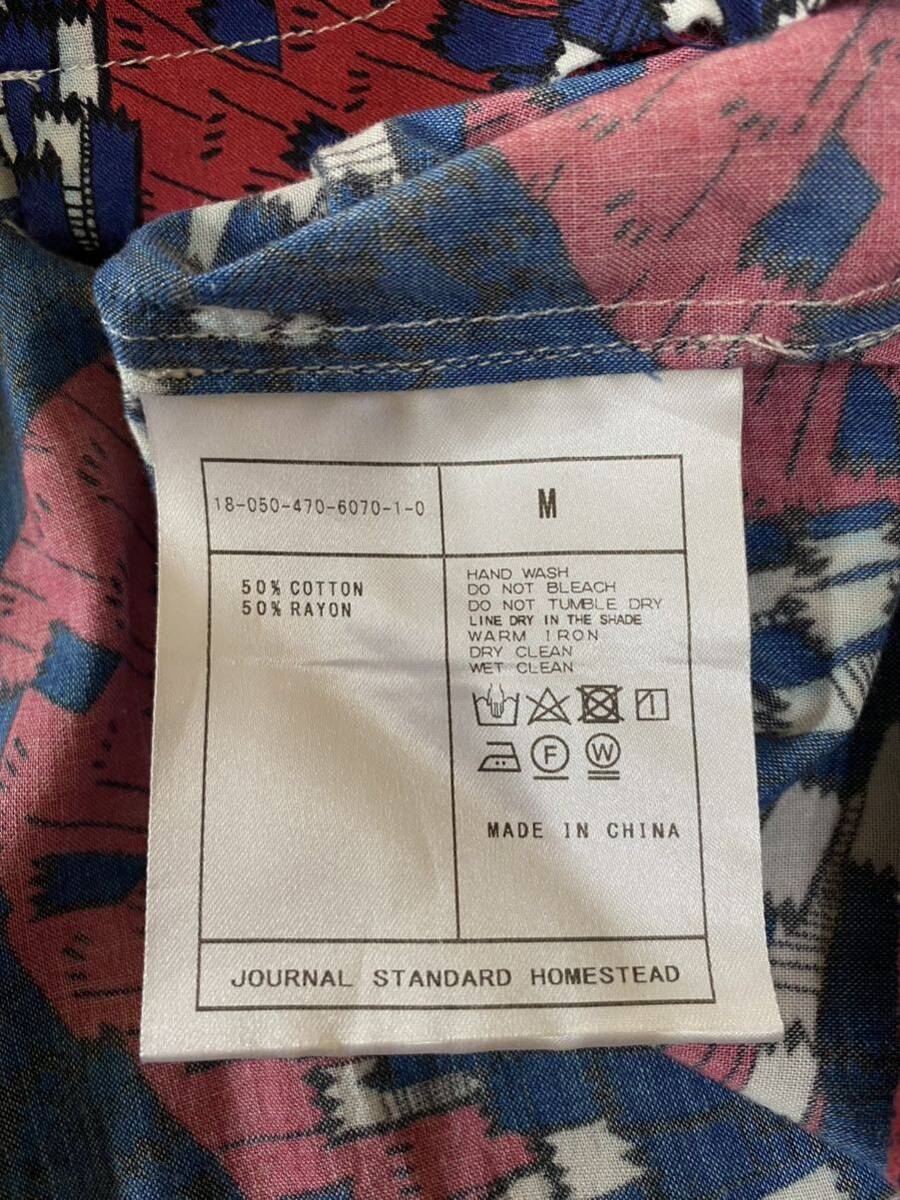 18-050-470-6070-1-0
M
50% COTTON
50% RAYON
HAND WASH
DO NOT BLEACH
DO NOT TUMBLE DRY
LINE DRY IN THE SHADE
WARM IRON
DRY CLEAN
WET CLEAN
F W
MADE IN CHINA
JOURNAL STANDARD HOMESTEAD